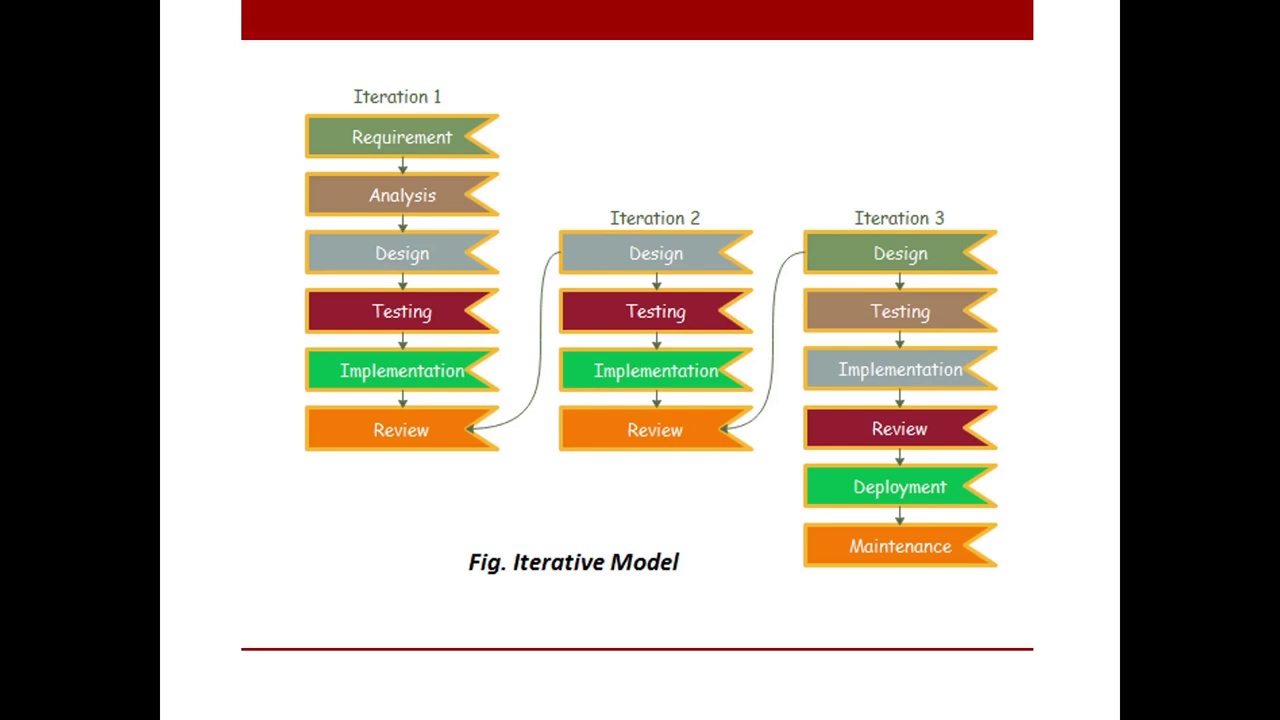 Iteration 1
Requirement
Analysis
Design
Testing
Implementation
Review
Iteration 2
Design
Testing
Implementation
Review
Iteration 3
Design
Testing
Implementation
Review
Deployment
Maintenance
Fig. Iterative Model